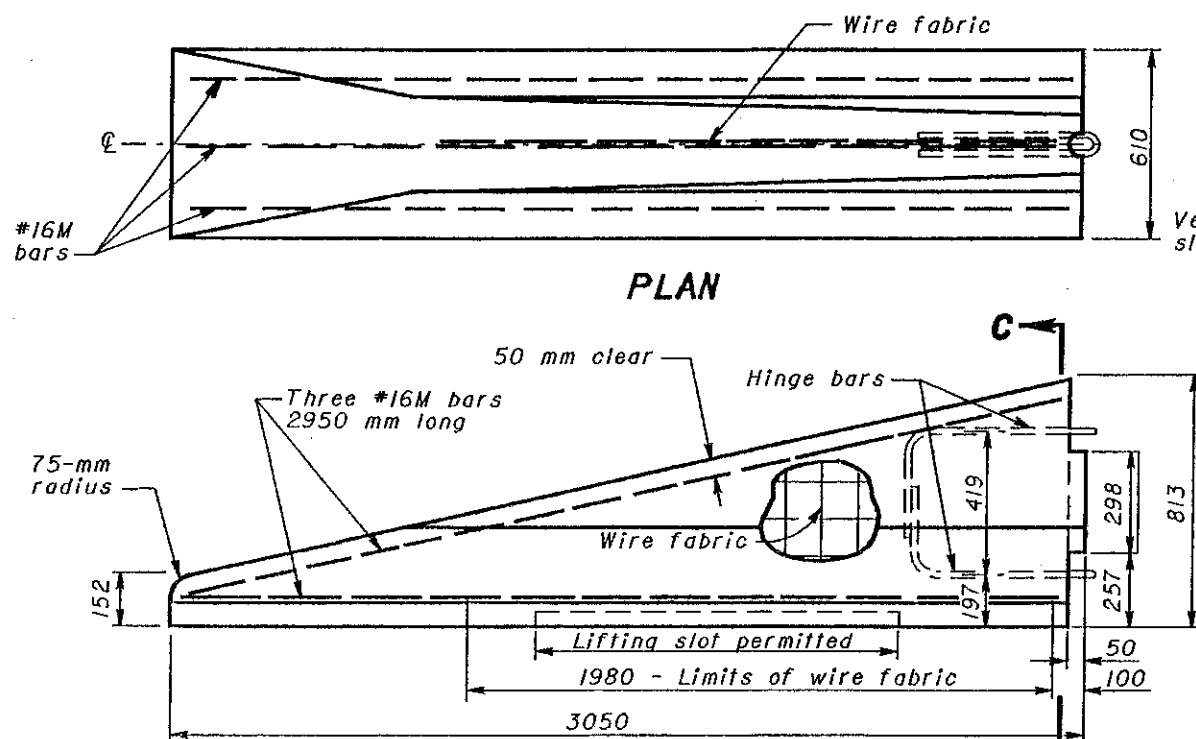 Wire fabric
℄
610
#16M
bars
Ve
sl
PLAN
C
50 mm clear
Hinge bars
Three #16M bars
2950 mm long
75-mm
radius
419
298
813
Wire fabric
152
197
257
Lifting slot permitted
50
1980 - Limits of wire fabric
100
3050